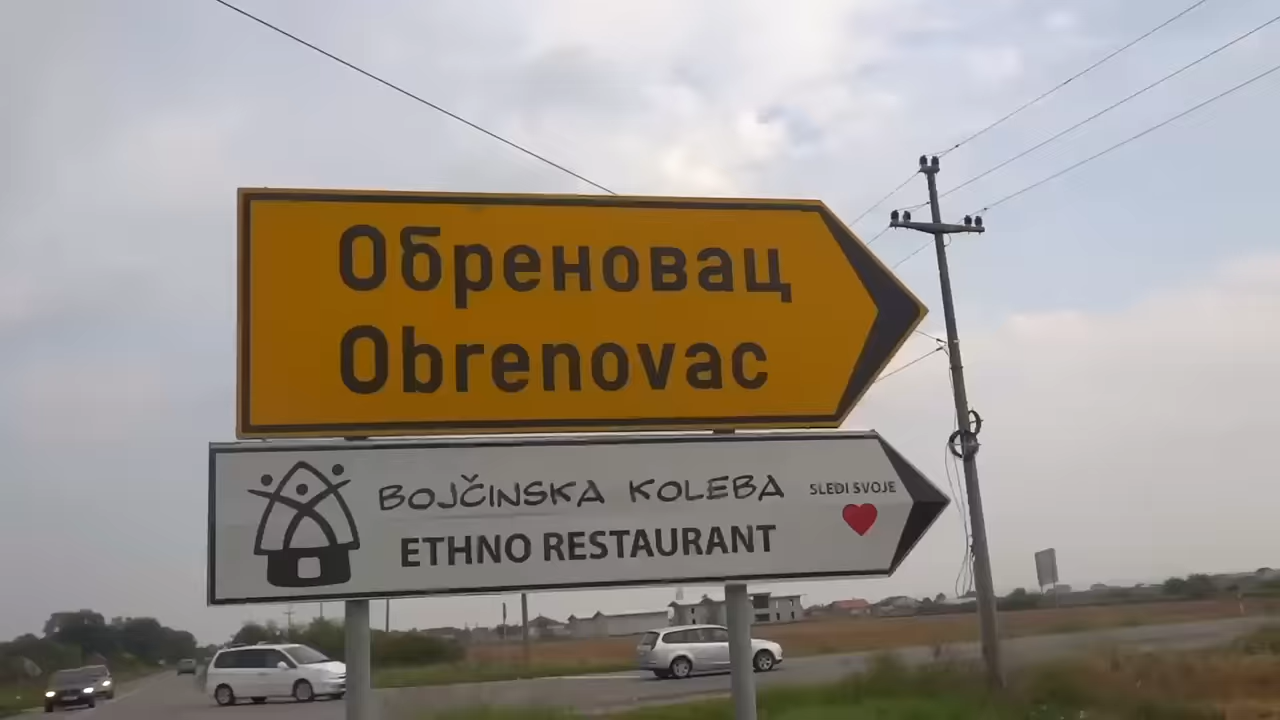 Обреновац
Obrenovac
BOJČINSKA KOLEBA
ETHNO RESTAURANT
SLEDI SVOJE